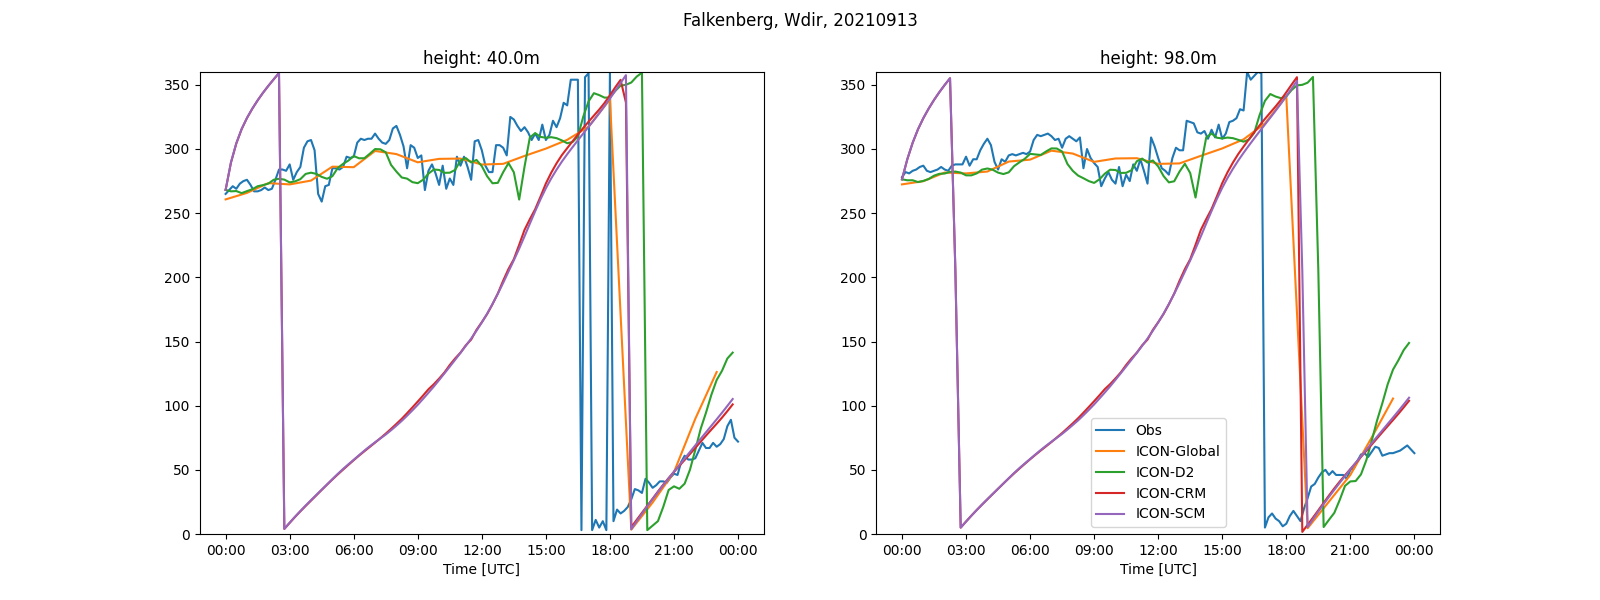 Falkenberg, Wdir, 20210913
height: 40.0m
350
300
250
200
150
100
50
0
00:00 03:00 06:00 09:00 12:00 15:00 18:00 21:00 00:00
Time [UTC]
height: 98.0m
350
300
250
200
150
100
50
0
Obs
ICON-Global
ICON-D2
ICON-CRM
ICON-SCM
00:00 03:00 06:00 09:00 12:00 15:00 18:00 21:00 00:00
Time [UTC]